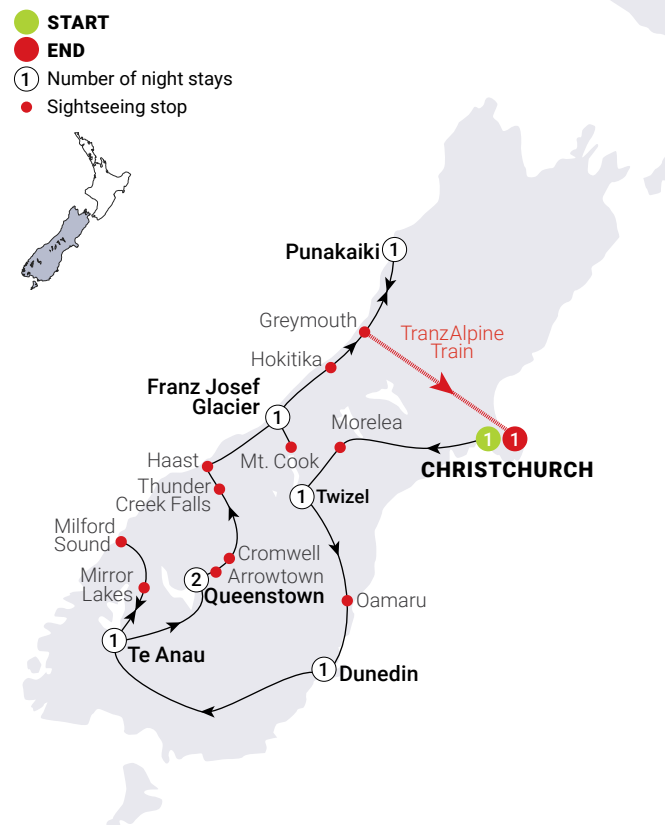 START
END
1 Number of night stays
Sightseeing stop
Punakaiki 1
Greymouth
TranzAlpine
Train
Hokitika
Franz Josef
Glacier
1
Morelea
1 1
CHRISTCHURCH
Haast
Mt. Cook
Thunder
Creek Falls
1 Twizel
Milford
Sound
Cromwell
Mirror
Lakes
Arrowtown
2
Queenstown
Oamaru
1
Te Anau
1 Dunedin